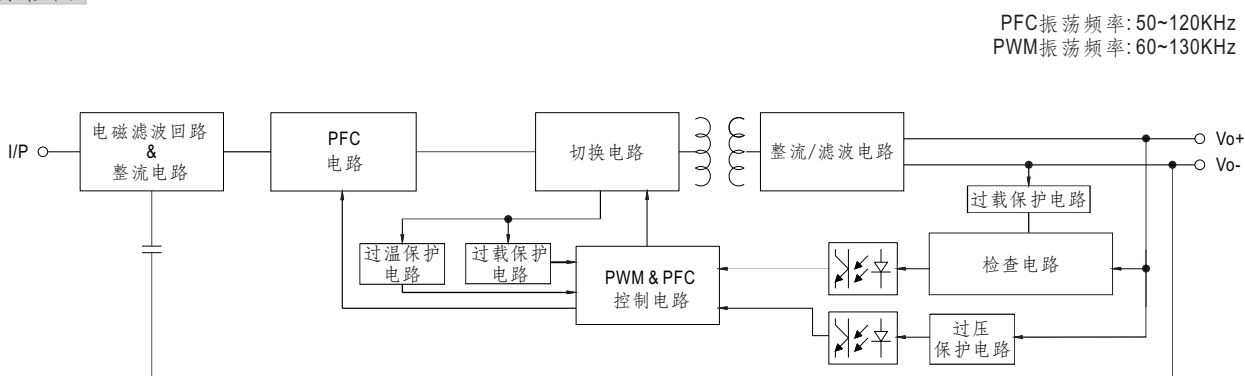 PFC振荡频率: 50~120KHz
PWM振荡频率: 60~130KHz
I/P
电磁滤波回路
&
整流电路
PFC
电路
切换电路
整流/滤波电路
Vo+
Vo-
过载保护电路
过温保护
电路
过载保护
电路
PWM & PFC
控制电路
检查电路
过压
保护电路